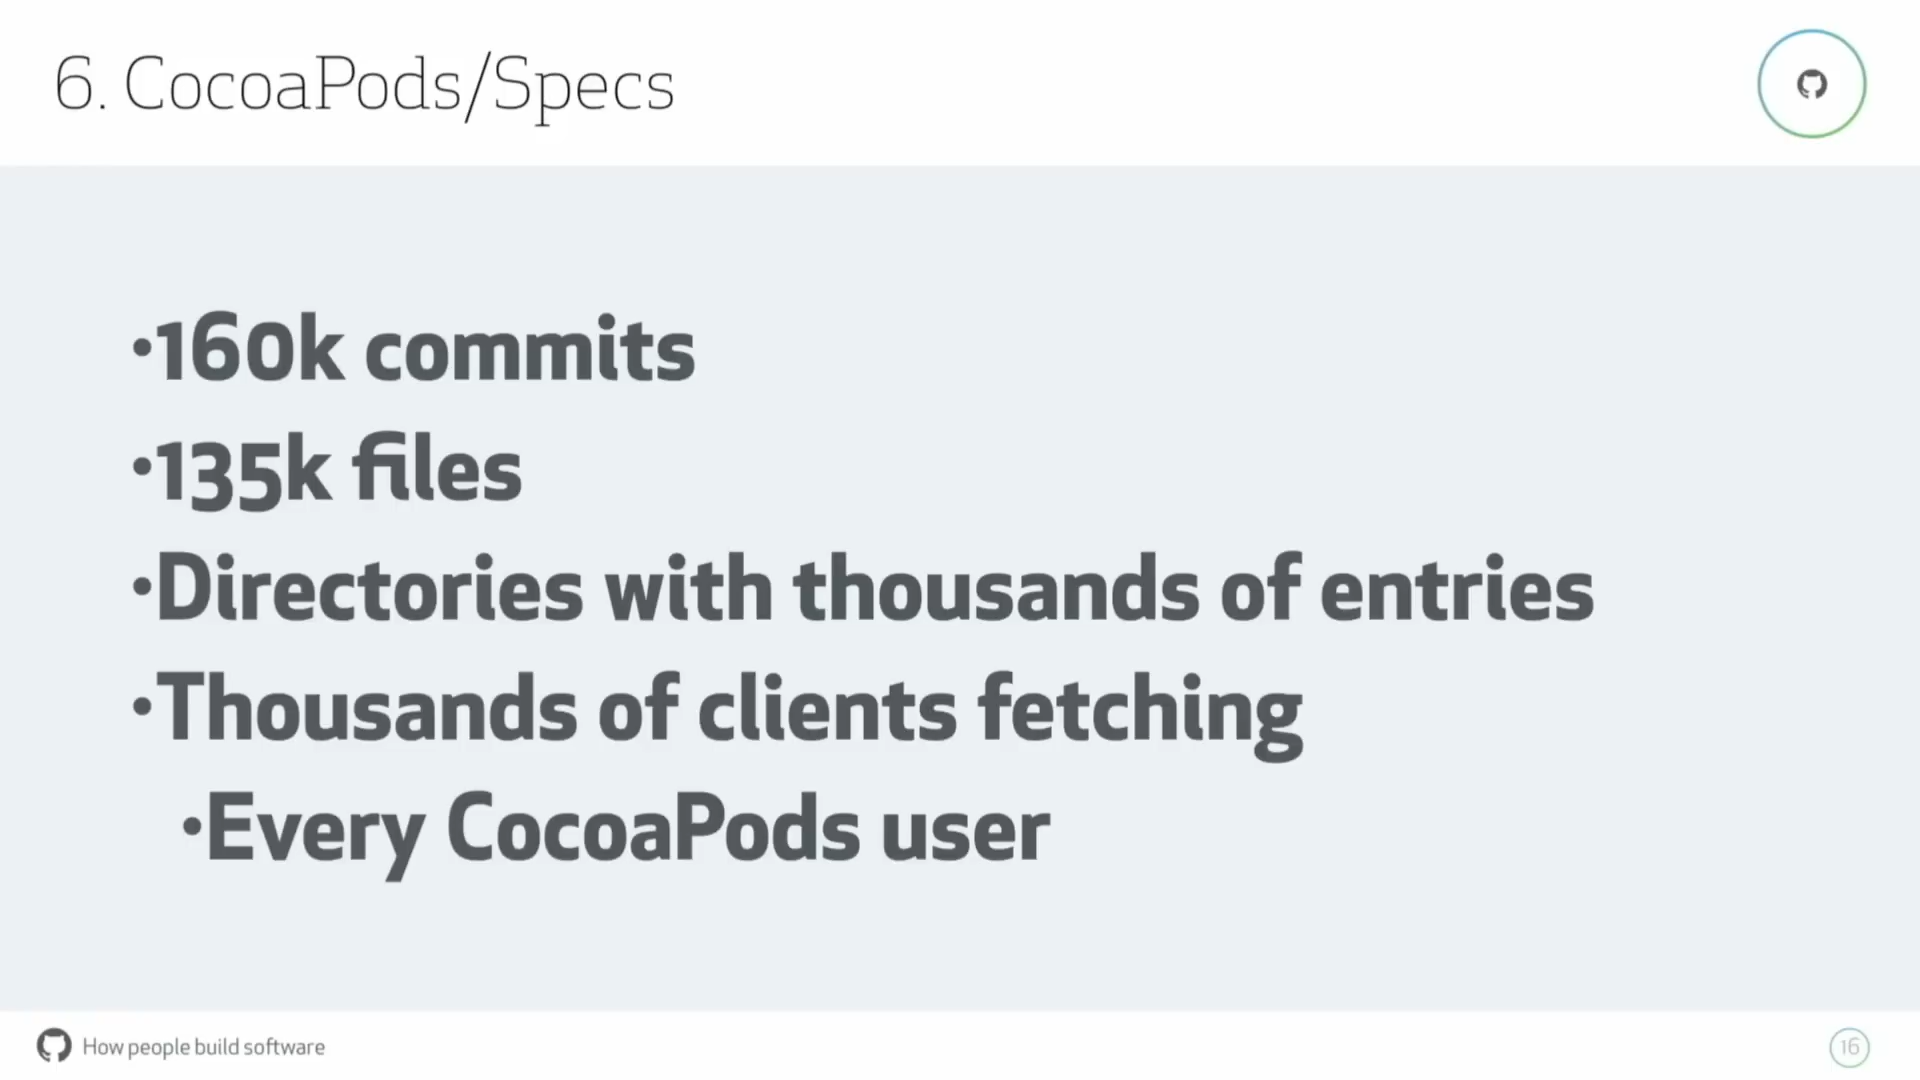 6. CocoaPods/Specs
•160k commits
•135k files
•Directories with thousands of entries
•Thousands of clients fetching
•Every CocoaPods user
How people build software
16